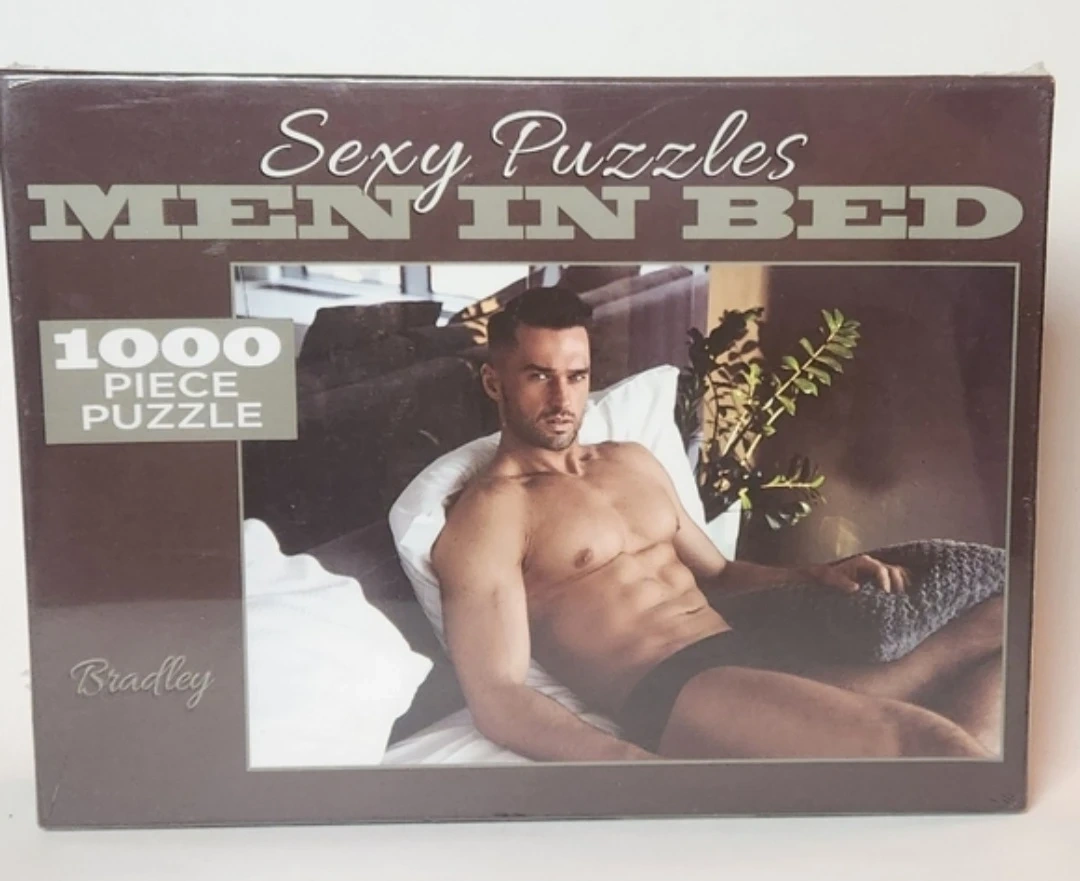 Sexy Puzzles
MEN IN BED
1000
PIECE
PUZZLE
Bradley